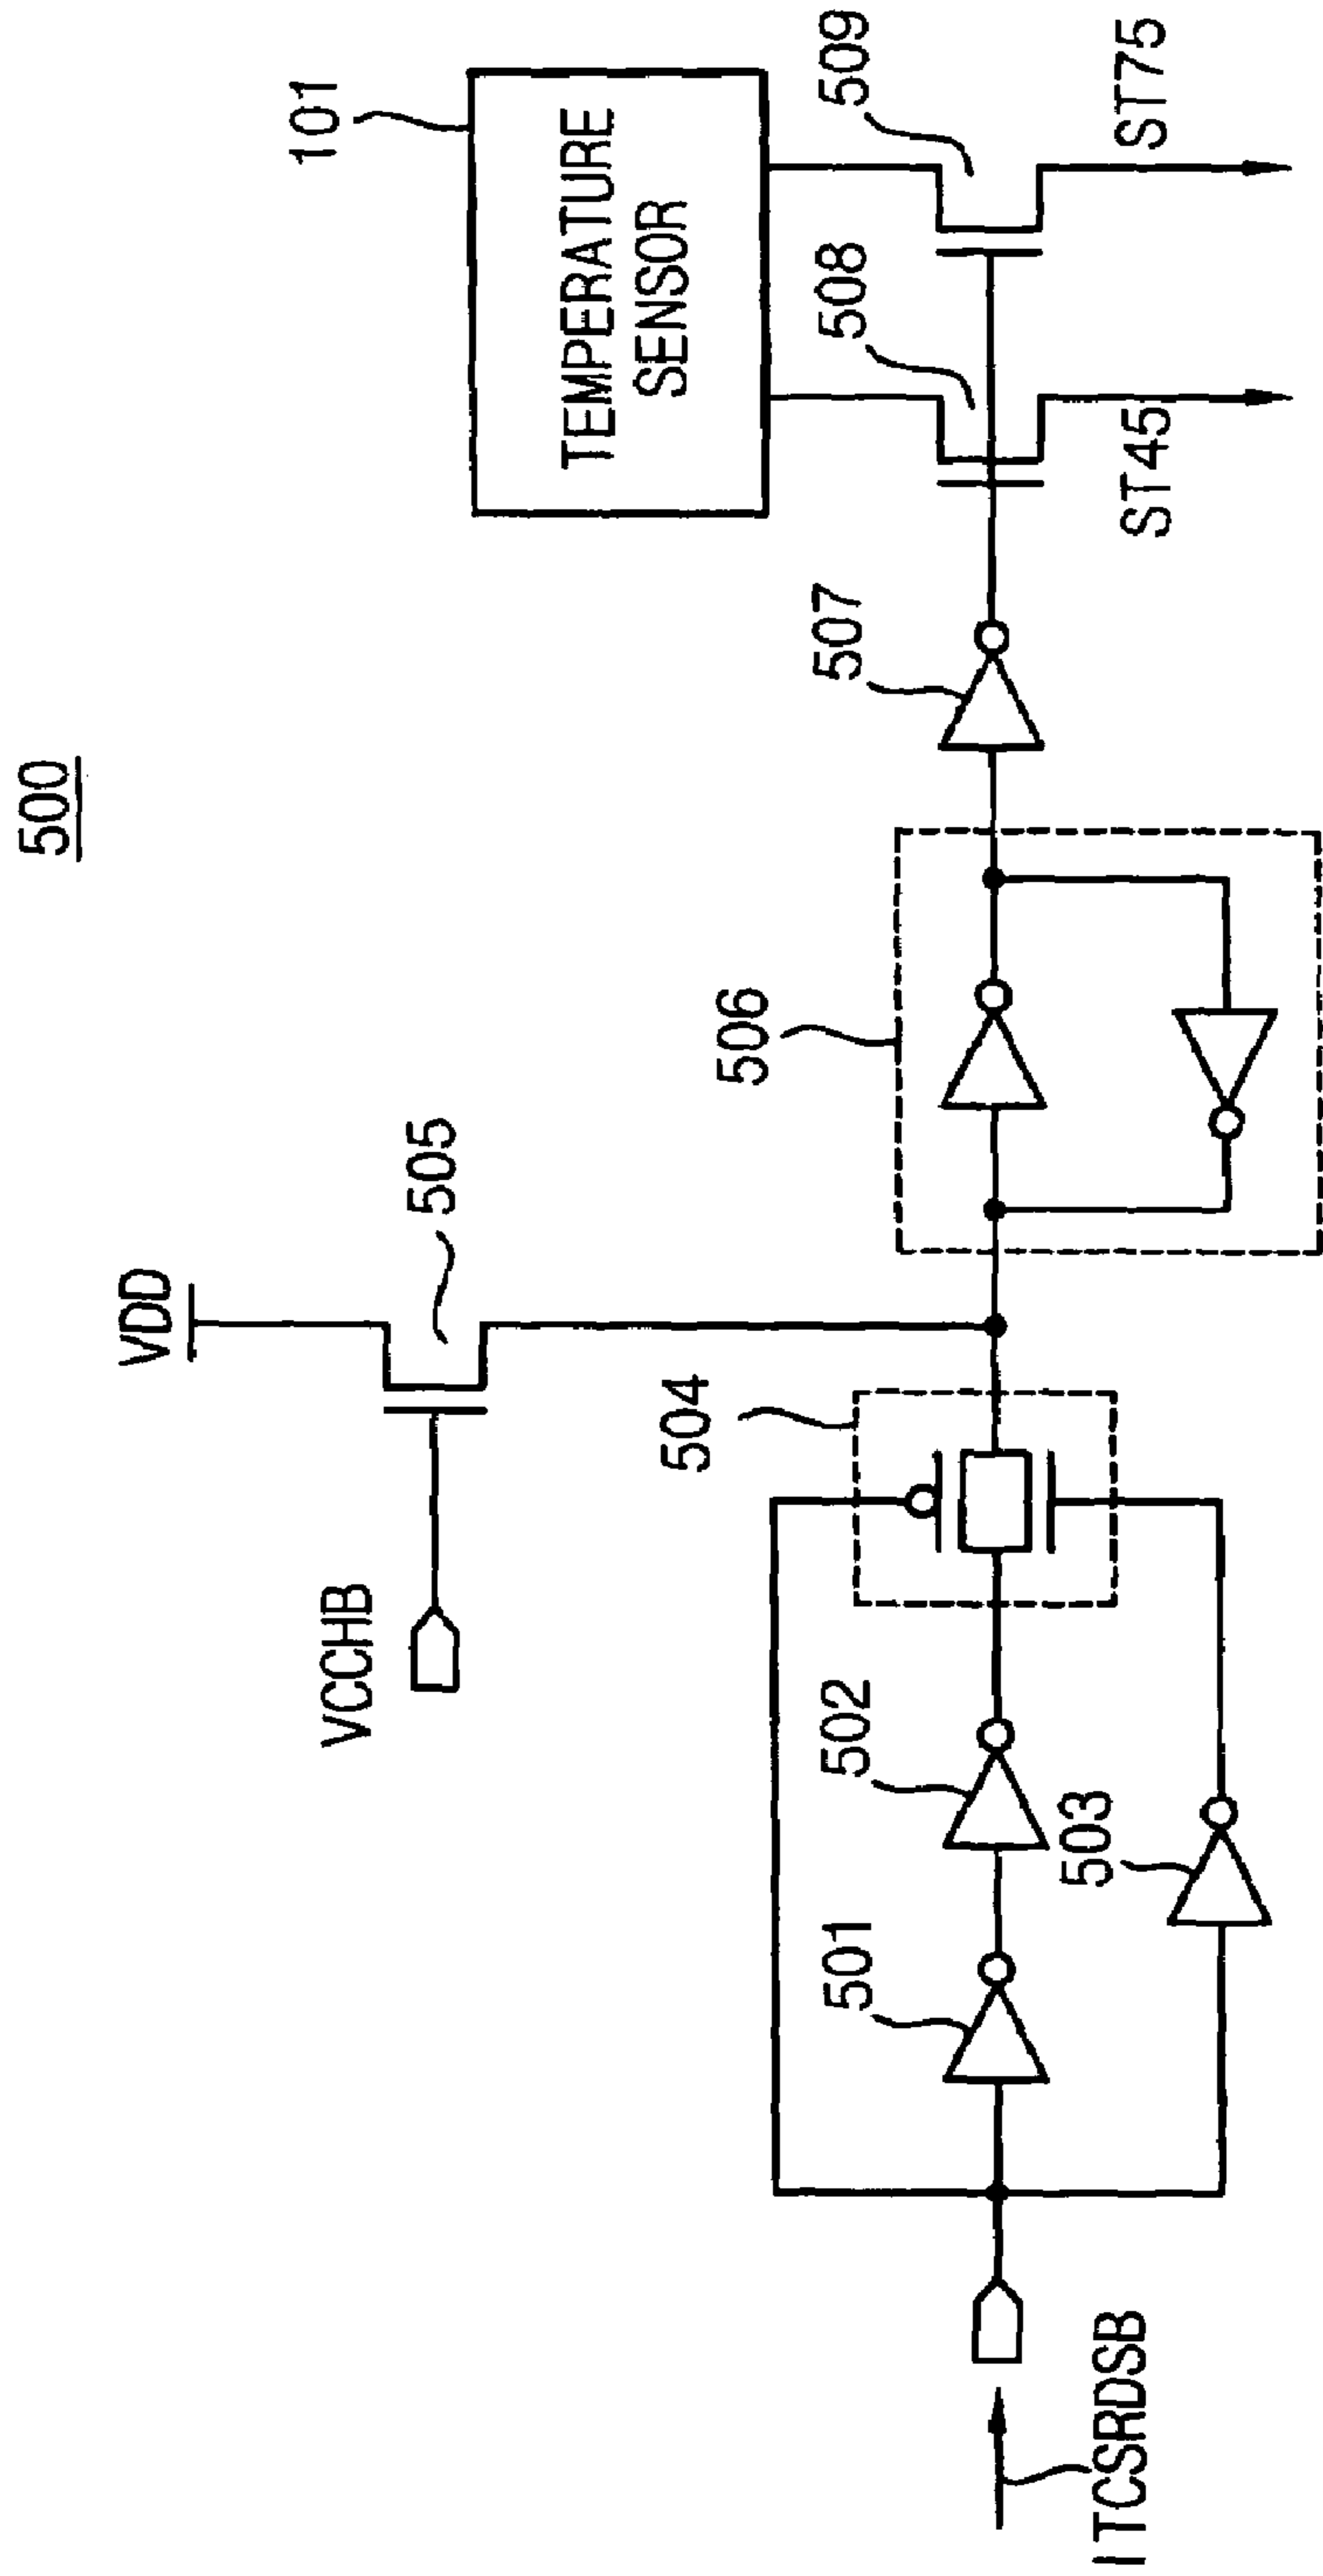 500
101
TEMPERATURE
SENSOR
509
ST75
508
ST45
507
506
VDD
505
VCCHB
504
502
501
503
ITCSRDSB